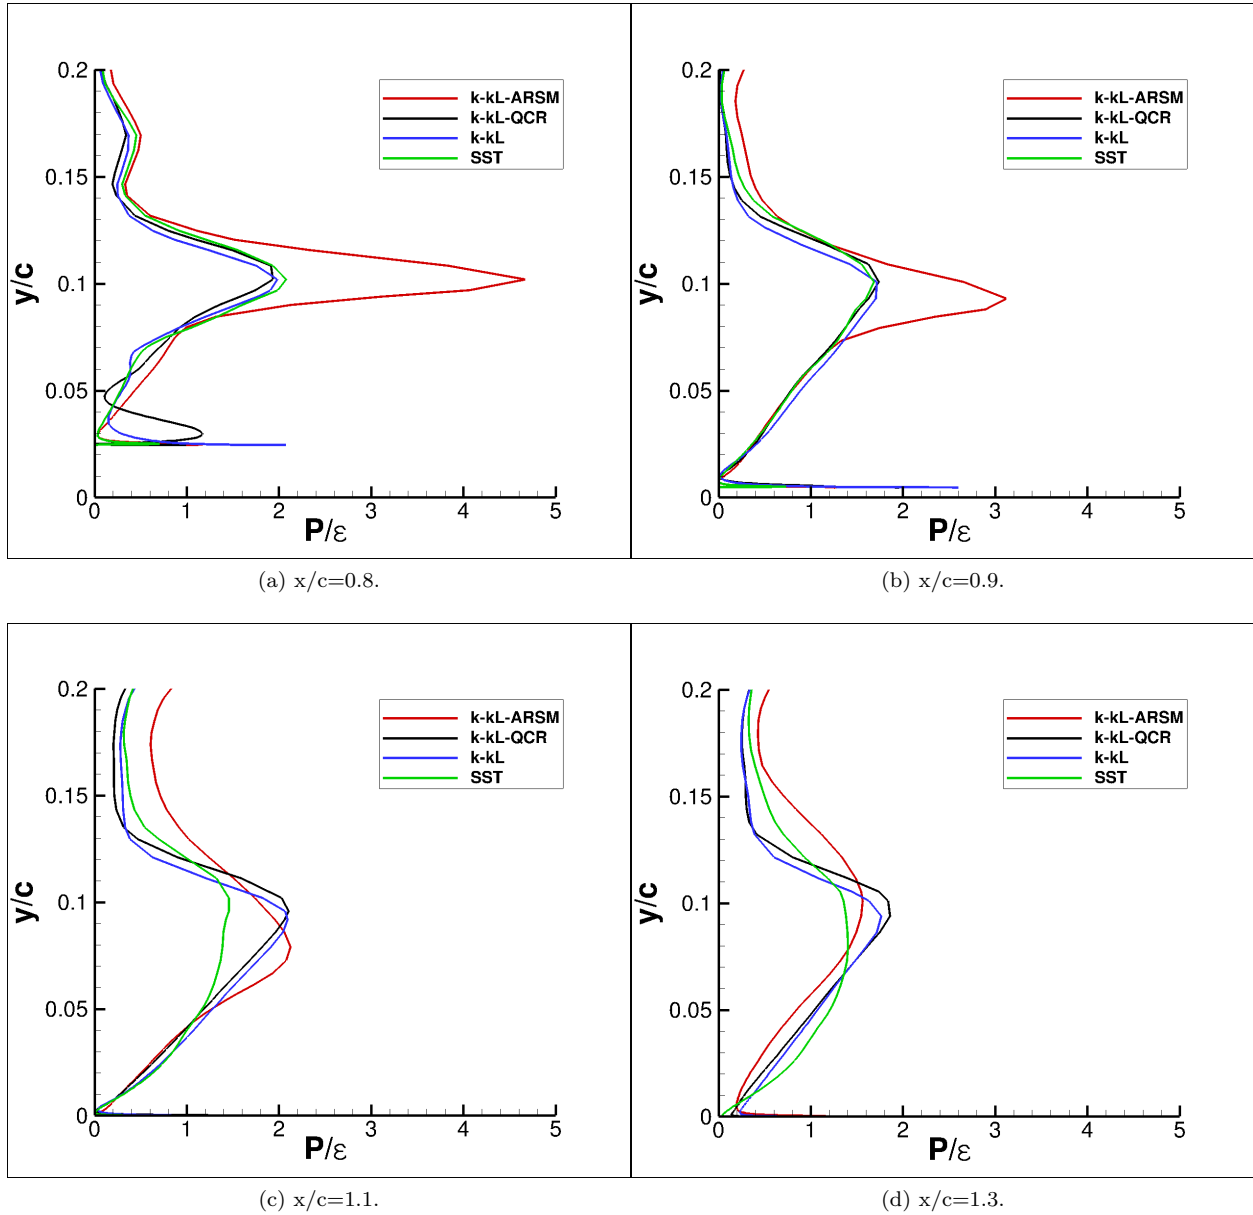 0.2
0.15
0.1
0.05
0
y/c
0 1 2 3 4 5
P/ε
k-kL-ARSM
k-kL-QCR
k-kL
SST
(a) x/c=0.8.
0.2
0.15
0.1
0.05
0
y/c
0 1 2 3 4 5
P/ε
k-kL-ARSM
k-kL-QCR
k-kL
SST
(b) x/c=0.9.
0.2
0.15
0.1
0.05
0
y/c
0 1 2 3 4 5
P/ε
k-kL-ARSM
k-kL-QCR
k-kL
SST
(c) x/c=1.1.
0.2
0.15
0.1
0.05
0
y/c
0 1 2 3 4 5
P/ε
k-kL-ARSM
k-kL-QCR
k-kL
SST
(d) x/c=1.3.